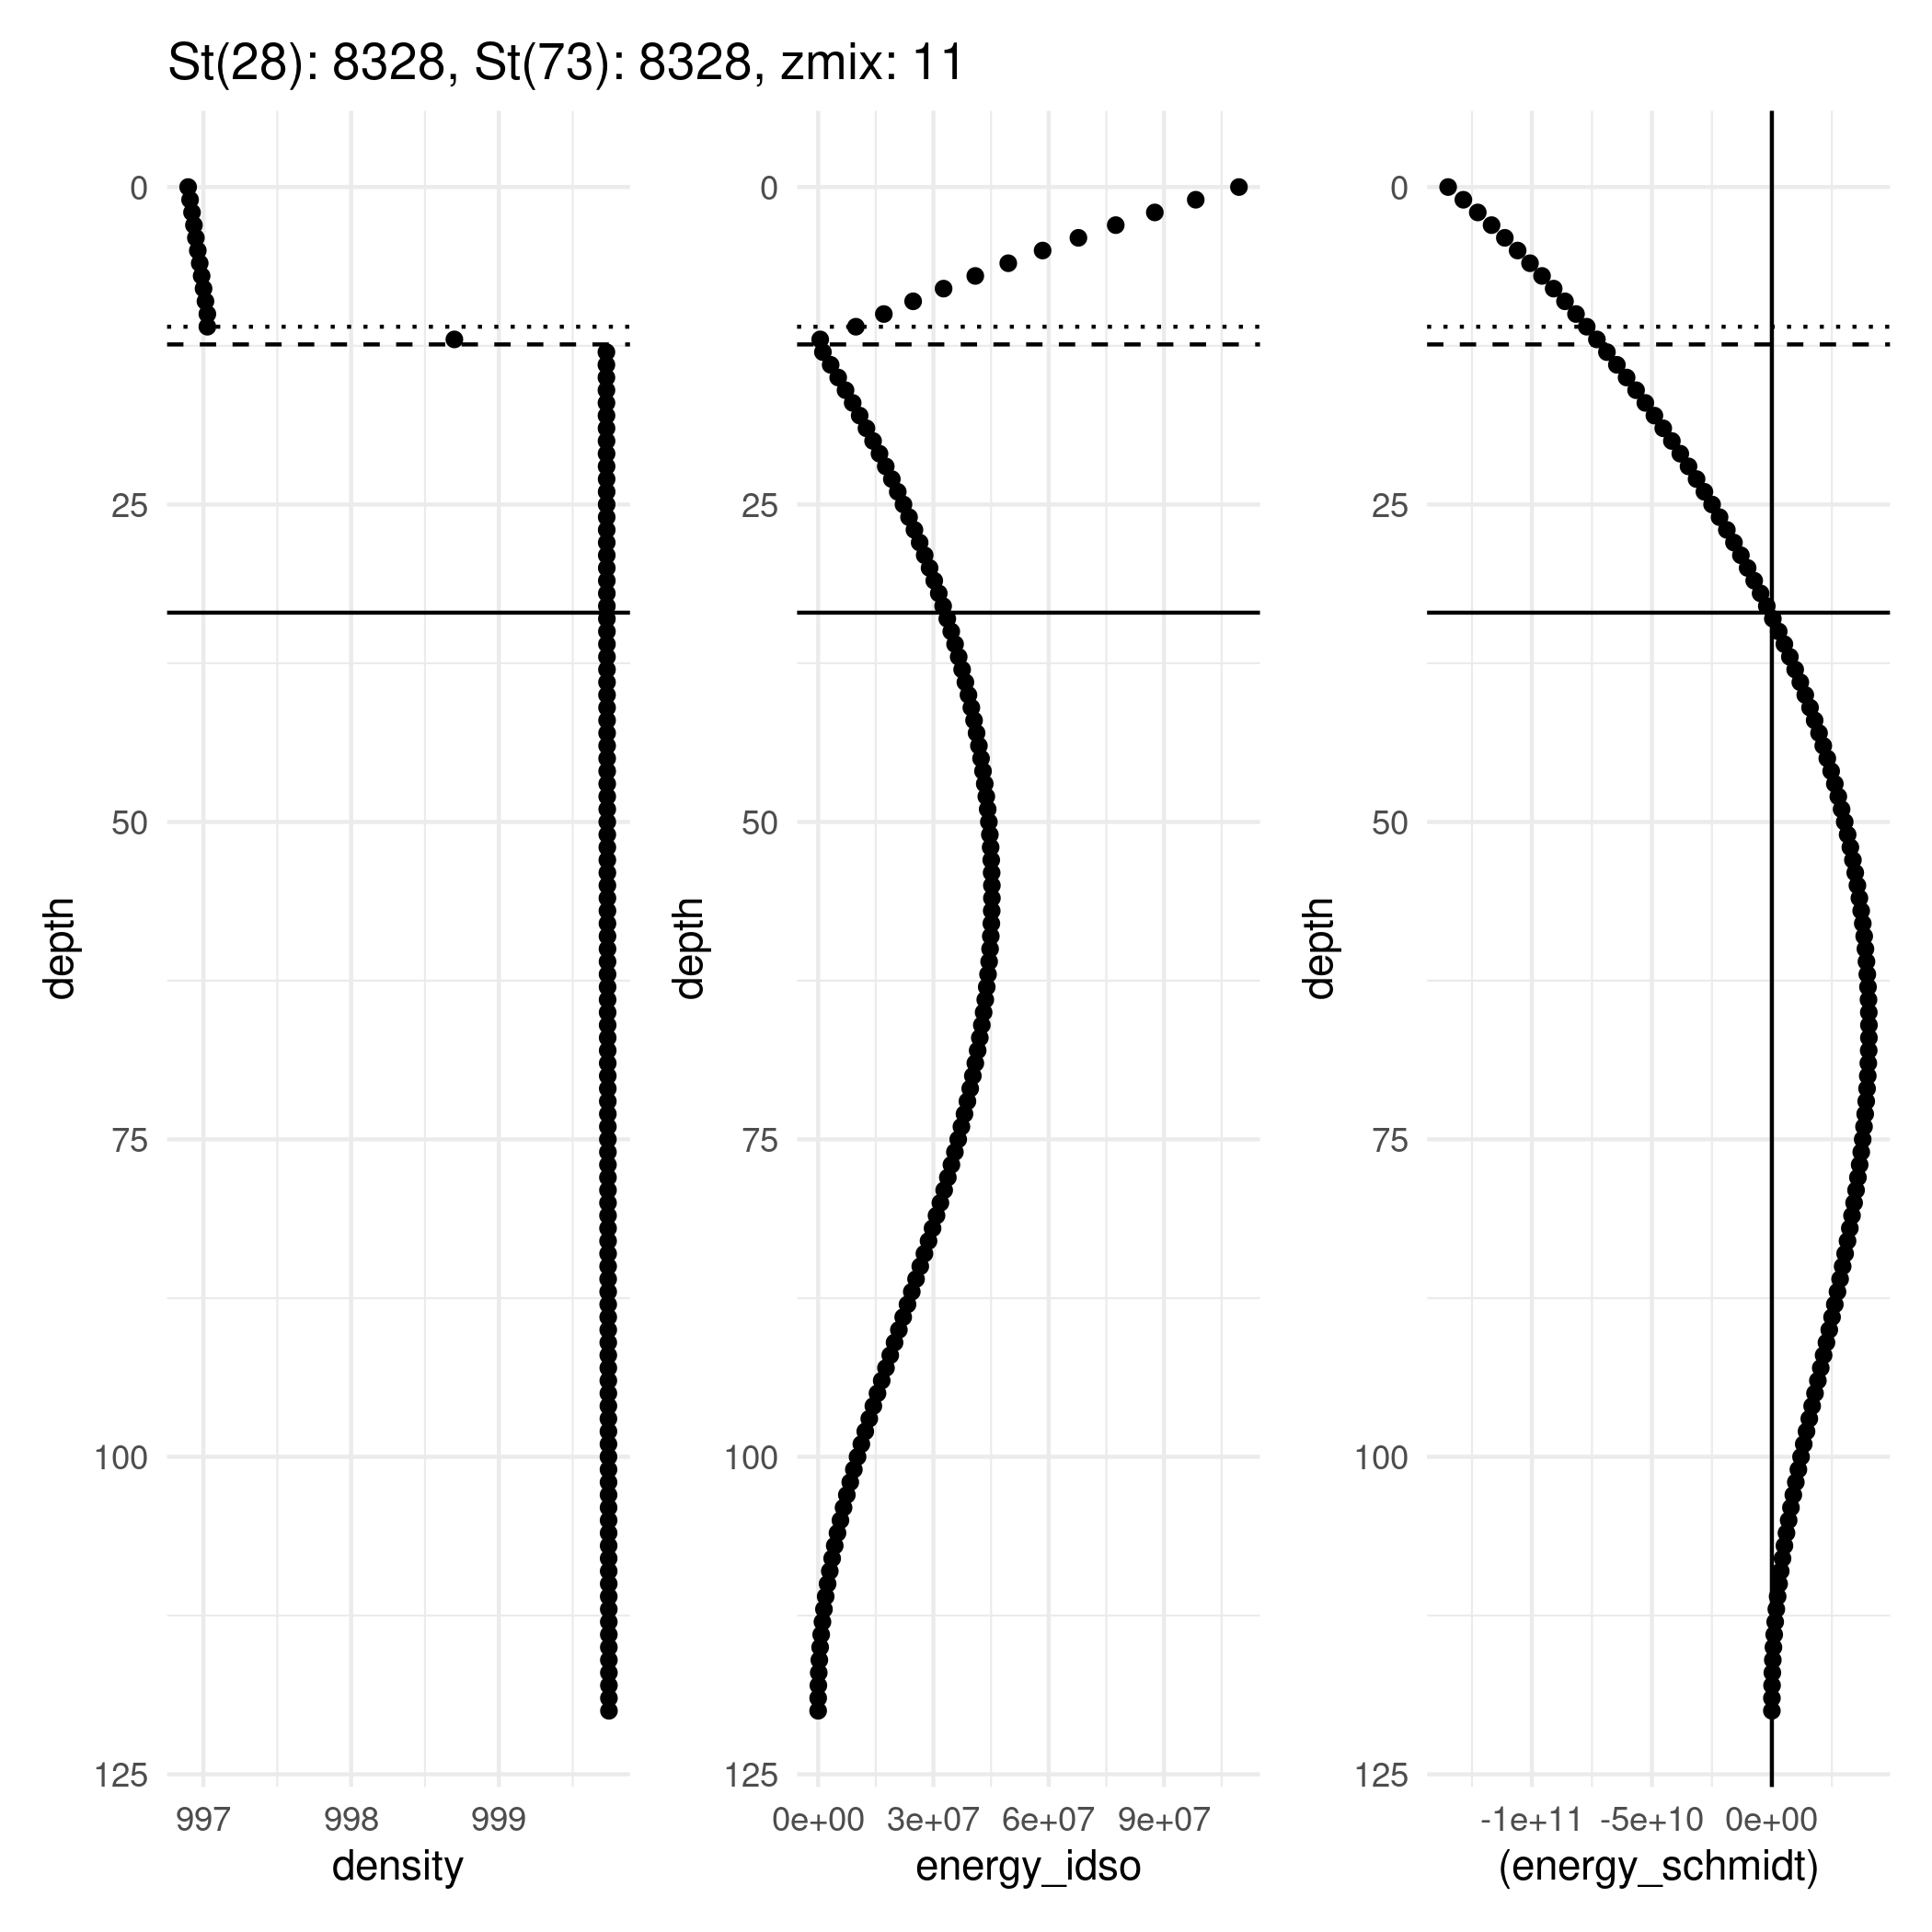 St(28): 8328, St(73): 8328, zmix: 11
0
25
50
75
100
125
depth
997
998
999
density
0
25
50
75
100
125
depth
0e+00
3e+07
6e+07
9e+07
energy_idso
0
25
50
75
100
125
depth
-1e+11
-5e+10
0e+00
(energy_schmidt)